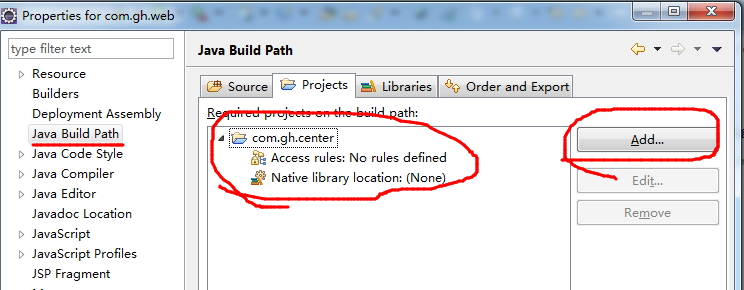 Properties for com.gh.web
type filter text
Resource
Builders
Deployment Assembly
Java Build Path
Java Code Style
Java Compiler
Java Editor
Javadoc Location
JavaScript
JavaScript Profiles
JSP Fragment
Java Build Path
Source Projects Libraries Order and Export
Required projects on the build path:
com.gh.center
Access rules: No rules defined
Native library location: (None)
Add...
Edit...
Remove